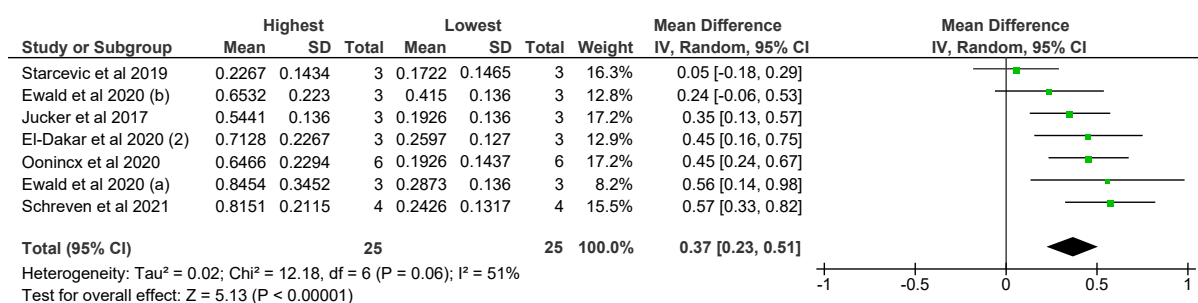 Highest Lowest Mean Difference Mean Difference
Study or Subgroup Mean SD Total Mean SD Total Weight IV, Random, 95% CI IV, Random, 95% CI
Starcevic et al 2019 0.2267 0.1434 3 0.1722 0.1465 3 16.3% 0.05 [-0.18, 0.29]
Ewald et al 2020 (b) 0.6532 0.223 3 0.415 0.136 3 12.8% 0.24 [-0.06, 0.53]
Jucker et al 2017 0.5441 0.136 3 0.1926 0.136 3 17.2% 0.35 [0.13, 0.57]
El-Dakar et al 2020 (2) 0.7128 0.2267 3 0.2597 0.127 3 12.9% 0.45 [0.16, 0.75]
Oonincx et al 2020 0.6466 0.2294 6 0.1926 0.1437 6 17.2% 0.45 [0.24, 0.67]
Ewald et al 2020 (a) 0.8454 0.3452 3 0.2873 0.136 3 8.2% 0.56 [0.14, 0.98]
Schreven et al 2021 0.8151 0.2115 4 0.2426 0.1317 4 15.5% 0.57 [0.33, 0.82]
Total (95% CI) 25 25 100.0% 0.37 [0.23, 0.51]
Heterogeneity: Tau² = 0.02; Chi² = 12.18, df = 6 (P = 0.06); I² = 51%
Test for overall effect: Z = 5.13 (P < 0.00001)
-1 -0.5 0 0.5 1